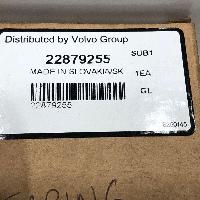 Distributed by Volvo Group
22879255 SUB1
MADE IN SLOVAKIA/SK 1EA
GL
22879255